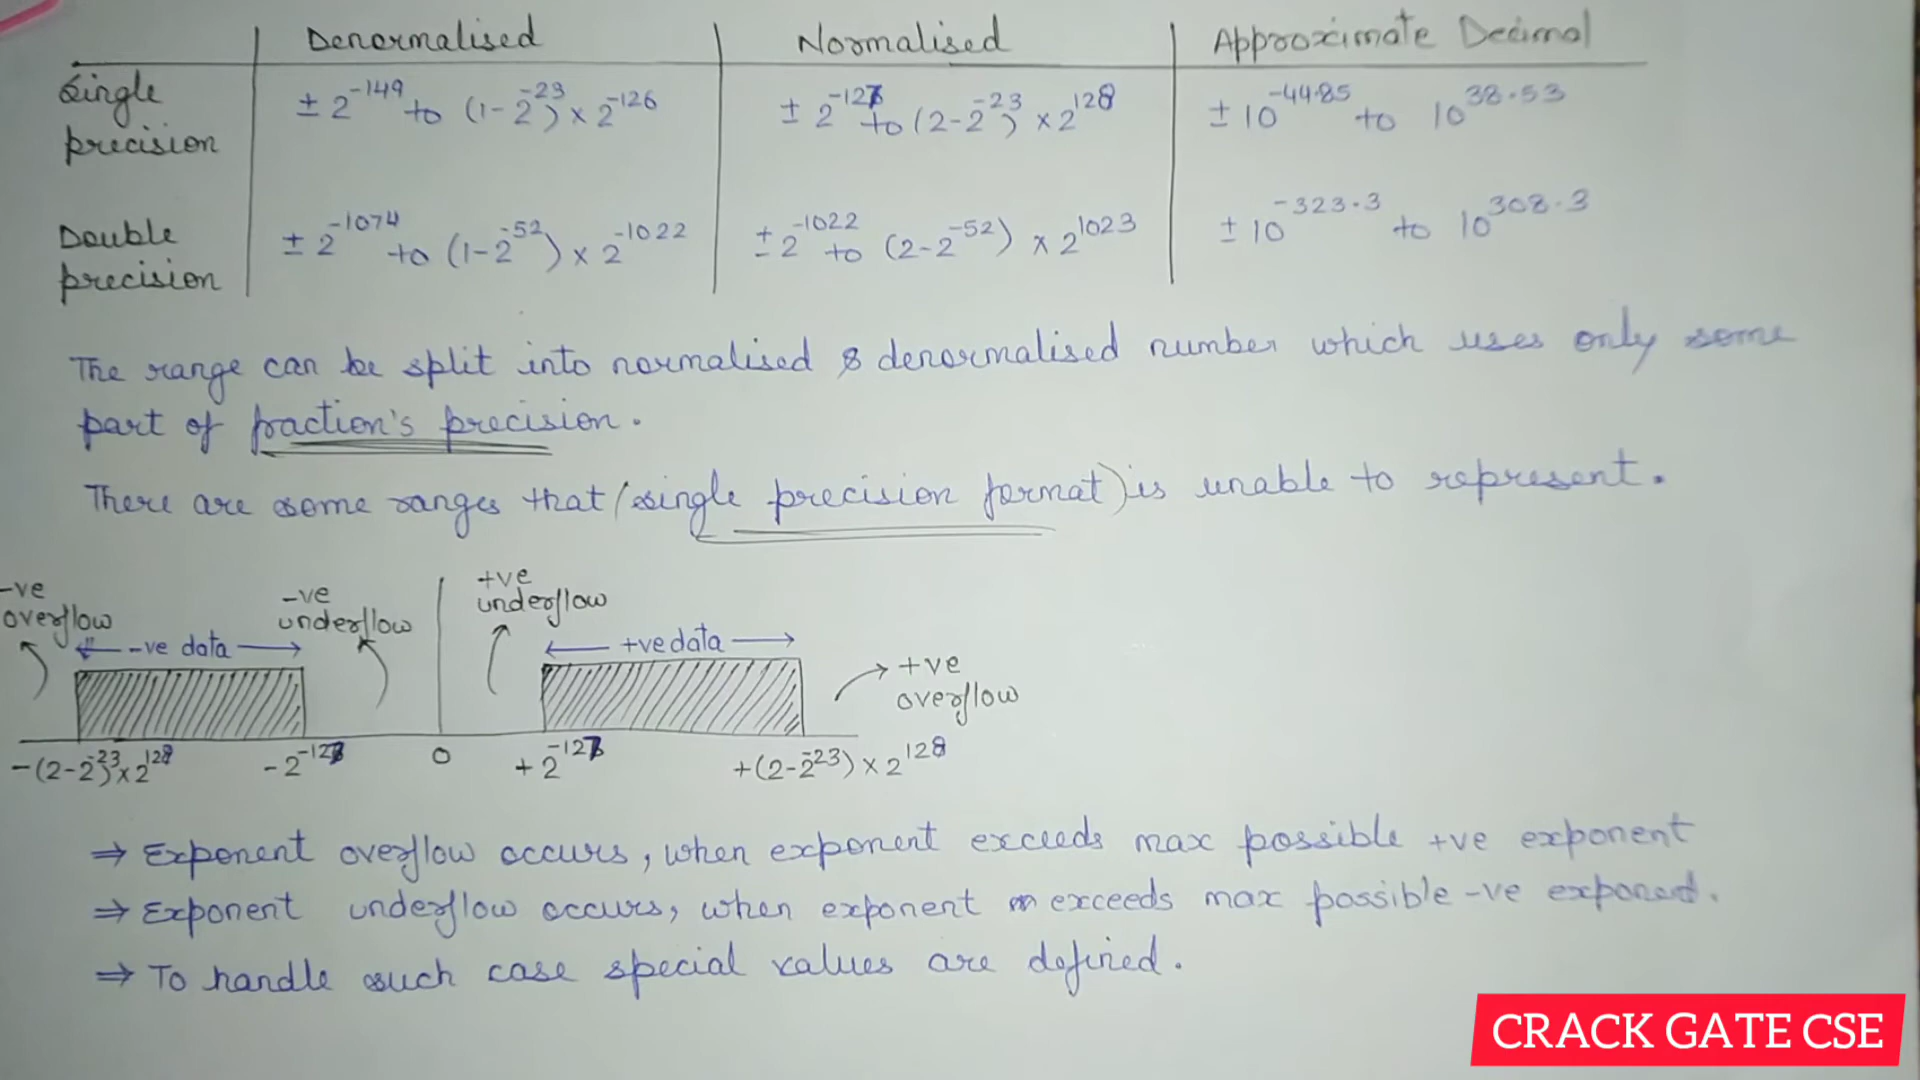 Denormalised Normalised Approximate Decimal
Single precision ± 2^-149 to (1-2^-23) × 2^-126 ± 2 to (2-2^-23) × 2 ± 10^-44.85 to 10^38.53
Double precision ± 2^-1074 to (1-2^-52) × 2^-1022 ± 2^-1022 to (2-2^-52) × 2^1023 ± 10^-323.3 to 10^308.3
The range can be split into normalised & denormalised number which uses only some
part of fraction's precision.
There are some ranges that (single precision format) is unable to represent.
-ve overflow
-ve underflow
+ve underflow
-ve data
+ve data
+ve overflow
-(2-2^-23) × 2 - 2 0 + 2 +(2-2^-23) × 2
⇒ Exponent overflow occurs, when exponent exceeds max possible +ve exponent
⇒ Exponent underflow occurs, when exponent exceeds max possible -ve exponent.
⇒ To handle such case special values are defined.
CRACK GATE CSE